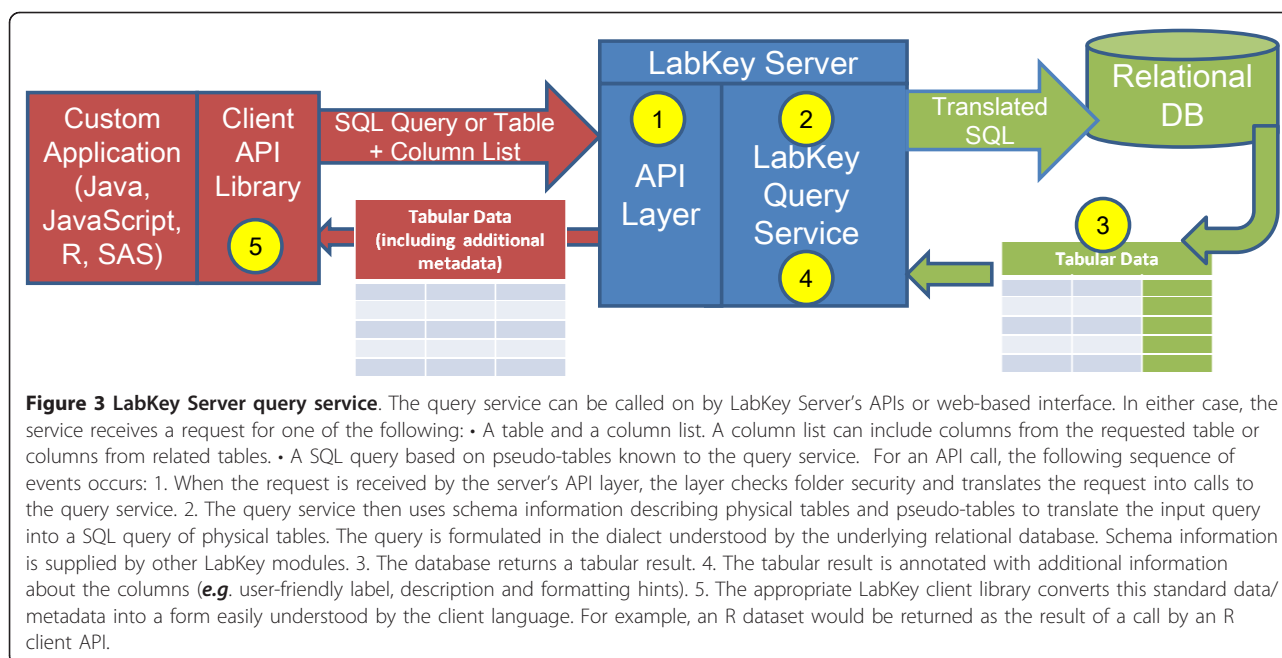 Custom
Application
(Java,
JavaScript,
R, SAS)
Client
API
Library
5
SQL Query or Table
+ Column List
Tabular Data
(including additional
metadata)
LabKey Server
1
API
Layer
2
LabKey
Query
Service
4
Translated
SQL
Relational
DB
3
Tabular Data
Figure 3 LabKey Server query service. The query service can be called on by LabKey Server's APIs or web-based interface. In either case, the
service receives a request for one of the following: • A table and a column list. A column list can include columns from the requested table or
columns from related tables. • A SQL query based on pseudo-tables known to the query service. For an API call, the following sequence of
events occurs: 1. When the request is received by the server's API layer, the layer checks folder security and translates the request into calls to
the query service. 2. The query service then uses schema information describing physical tables and pseudo-tables to translate the input query
into a SQL query of physical tables. The query is formulated in the dialect understood by the underlying relational database. Schema information
is supplied by other LabKey modules. 3. The database returns a tabular result. 4. The tabular result is annotated with additional information
about the columns (e.g. user-friendly label, description and formatting hints). 5. The appropriate LabKey client library converts this standard data/
metadata into a form easily understood by the client language. For example, an R dataset would be returned as the result of a call by an R
client API.